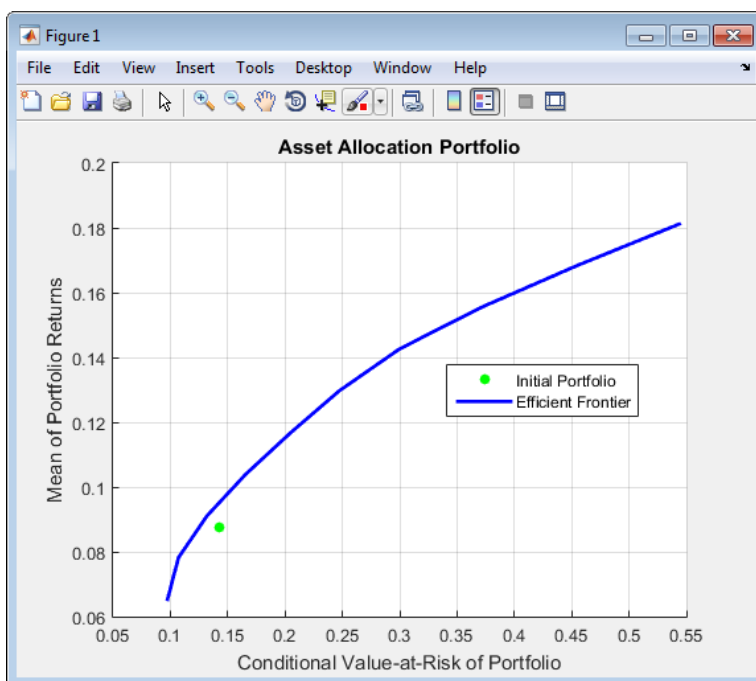 Figure 1
File Edit View Insert Tools Desktop Window Help
Asset Allocation Portfolio
0.2
0.18
0.16
0.14
0.12
0.1
0.08
0.06
Mean of Portfolio Returns
Initial Portfolio
Efficient Frontier
0.05 0.1 0.15 0.2 0.25 0.3 0.35 0.4 0.45 0.5 0.55
Conditional Value-at-Risk of Portfolio